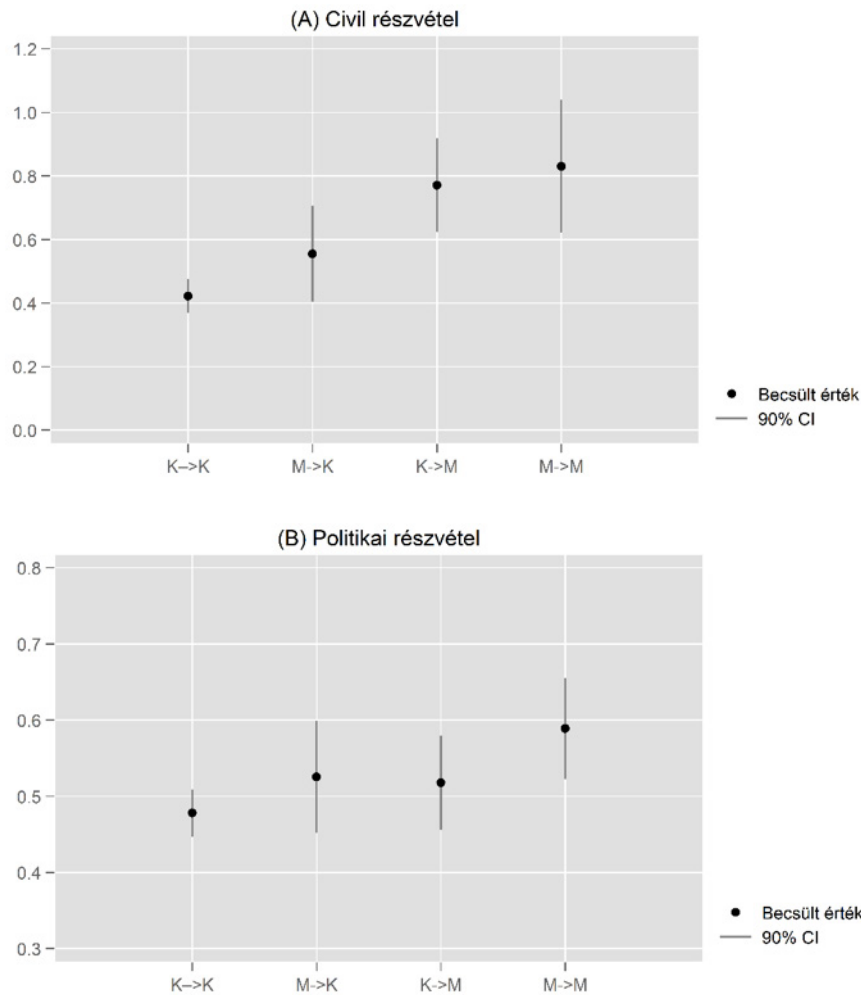 (A) Civil részvétel
1.2
1.0
0.8
0.6
0.4
0.2
0.0
K–>K M->K K->M M->M
Becsült érték
90% CI
(B) Politikai részvétel
0.8
0.7
0.6
0.5
0.4
0.3
K–>K M->K K->M M->M
Becsült érték
90% CI